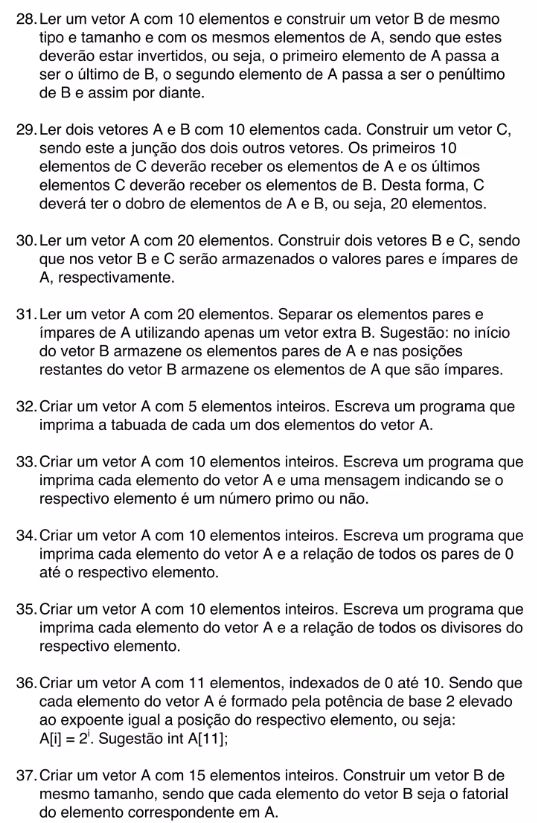 28. Ler um vetor A com 10 elementos e construir um vetor B de mesmo
tipo e tamanho e com os mesmos elementos de A, sendo que estes
deverão estar invertidos, ou seja, o primeiro elemento de A passa a
ser o último de B, o segundo elemento de A passa a ser o penúltimo
de B e assim por diante.
29. Ler dois vetores A e B com 10 elementos cada. Construir um vetor C,
sendo este a junção dos dois outros vetores. Os primeiros 10
elementos de C deverão receber os elementos de A e os últimos
elementos C deverão receber os elementos de B. Desta forma, C
deverá ter o dobro de elementos de A e B, ou seja, 20 elementos.
30. Ler um vetor A com 20 elementos. Construir dois vetores B e C, sendo
que nos vetor B e C serão armazenados o valores pares e ímpares de
A, respectivamente.
31. Ler um vetor A com 20 elementos. Separar os elementos pares e
ímpares de A utilizando apenas um vetor extra B. Sugestão: no início
do vetor B armazene os elementos pares de A e nas posições
restantes do vetor B armazene os elementos de A que são ímpares.
32. Criar um vetor A com 5 elementos inteiros. Escreva um programa que
imprima a tabuada de cada um dos elementos do vetor A.
33. Criar um vetor A com 10 elementos inteiros. Escreva um programa que
imprima cada elemento do vetor A e uma mensagem indicando se o
respectivo elemento é um número primo ou não.
34. Criar um vetor A com 10 elementos inteiros. Escreva um programa que
imprima cada elemento do vetor A e a relação de todos os pares de 0
até o respectivo elemento.
35. Criar um vetor A com 10 elementos inteiros. Escreva um programa que
imprima cada elemento do vetor A e a relação de todos os divisores do
respectivo elemento.
36. Criar um vetor A com 11 elementos, indexados de 0 até 10. Sendo que
cada elemento do vetor A é formado pela potência de base 2 elevado
ao expoente igual a posição do respectivo elemento, ou seja:
A[i] = 2ⁱ. Sugestão int A[11];
37. Criar um vetor A com 15 elementos inteiros. Construir um vetor B de
mesmo tamanho, sendo que cada elemento do vetor B seja o fatorial
do elemento correspondente em A.